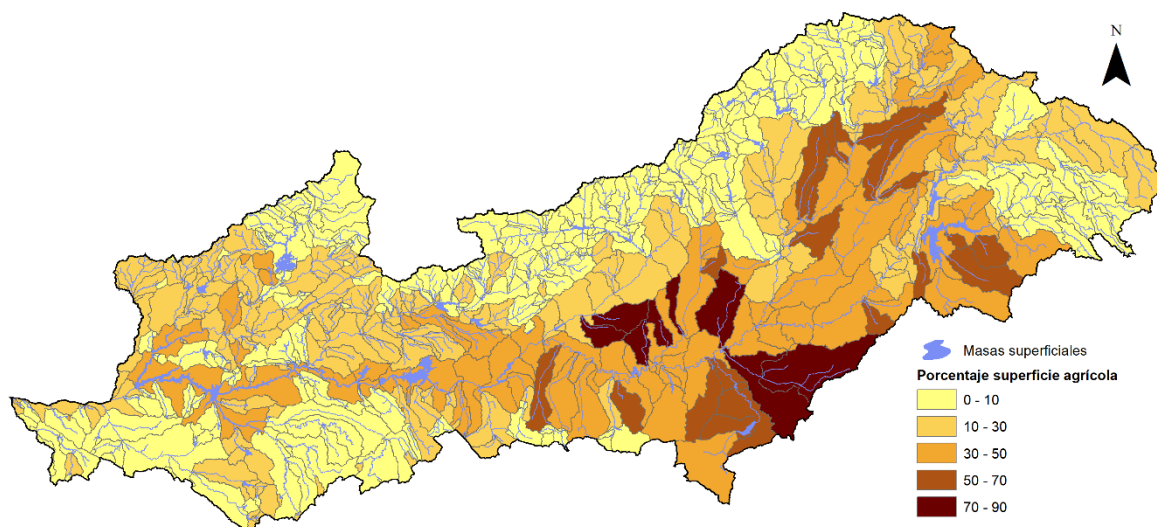 N
Masas superficiales
Porcentaje superficie agrícola
0 - 10
10 - 30
30 - 50
50 - 70
70 - 90